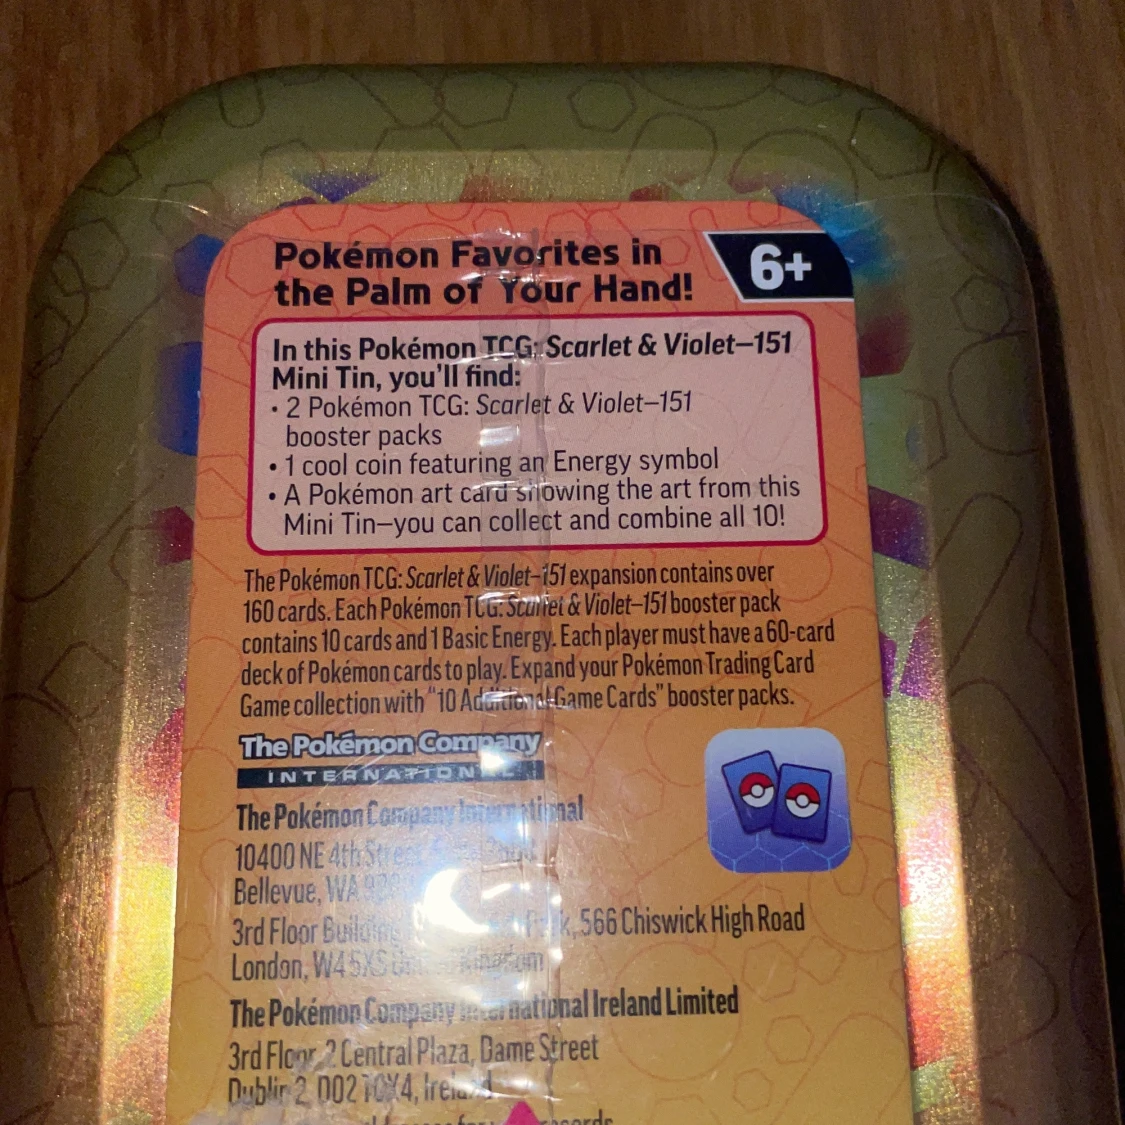 Pokémon Favorites in
the Palm of Your Hand!
6+
In this Pokémon TCG: Scarlet & Violet–151
Mini Tin, you'll find:
• 2 Pokémon TCG: Scarlet & Violet–151
booster packs
• 1 cool coin featuring an Energy symbol
• A Pokémon art card showing the art from this
Mini Tin–you can collect and combine all 10!
The Pokémon TCG: Scarlet & Violet–151 expansion contains over
160 cards. Each Pokémon TCG: Scarlet & Violet–151 booster pack
contains 10 cards and 1 Basic Energy. Each player must have a 60-card
deck of Pokémon cards to play. Expand your Pokémon Trading Card
Game collection with "10 Additional Game Cards" booster packs.
The Pokémon Company
INTERNATIONAL
The Pokémon Company International
10400 NE 4th Street,
Bellevue, WA
3rd Floor Building 566 Chiswick High Road
London, W4 5XS United Kingdom
The Pokémon Company International Ireland Limited
3rd Floor, 2 Central Plaza, Dame Street
Dublin 2, D02 T0X4, Ireland